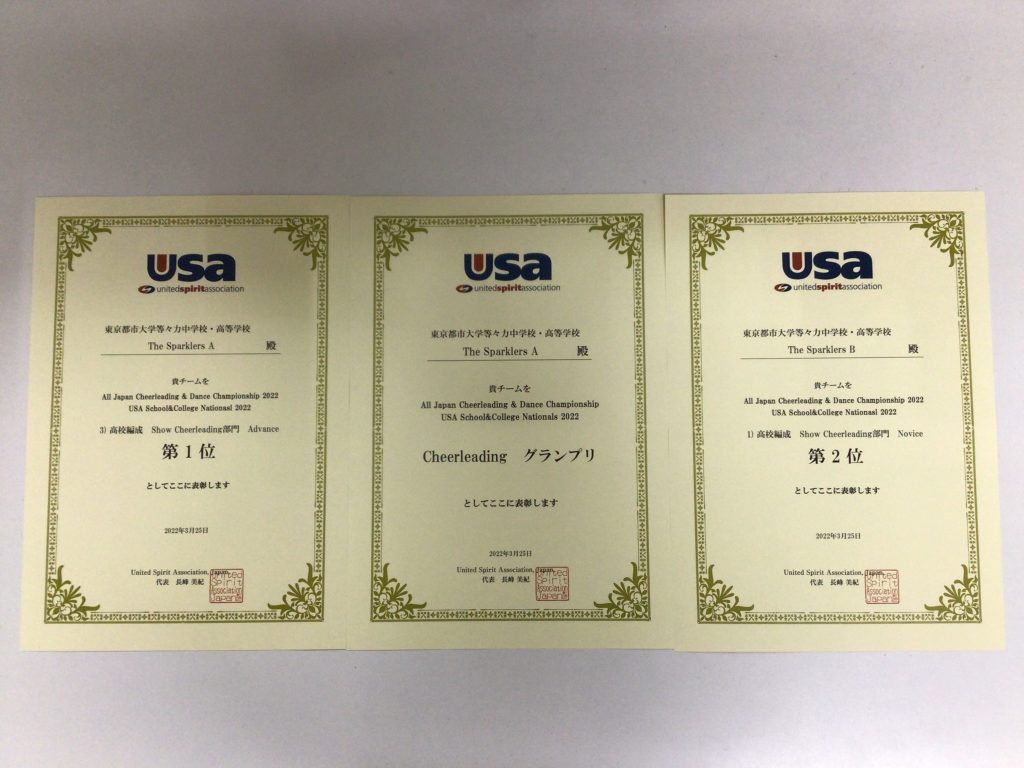 USA
unitedspiritassociation
東京都市大学等々力中学校・高等学校
The Sparklers A 殿
貴チームを
All Japan Cheerleading & Dance Championship 2022
USA School&College Nationasl 2022
3) 高校編成 Show Cheerleading部門 Advance
第1位
としてここに表彰します
2022年3月25日
United Spirit Association, Japan
代表 長峰 美紀
United Spirit Association Japan
USA
unitedspiritassociation
東京都市大学等々力中学校・高等学校
The Sparklers A 殿
貴チームを
All Japan Cheerleading & Dance Championship
USA School&College Nationals 2022
Cheerleading グランプリ
としてここに表彰します
2022年3月25日
United Spirit Association, Japan
代表 長峰 美紀
United Spirit Association Japan
USA
unitedspiritassociation
東京都市大学等々力中学校・高等学校
The Sparklers B 殿
貴チームを
All Japan Cheerleading & Dance Championship 2022
USA School&College Nationasl 2022
1) 高校編成 Show Cheerleading部門 Novice
第2位
としてここに表彰します
2022年3月25日
United Spirit Association, Japan
代表 長峰 美紀
United Spirit Association Japan